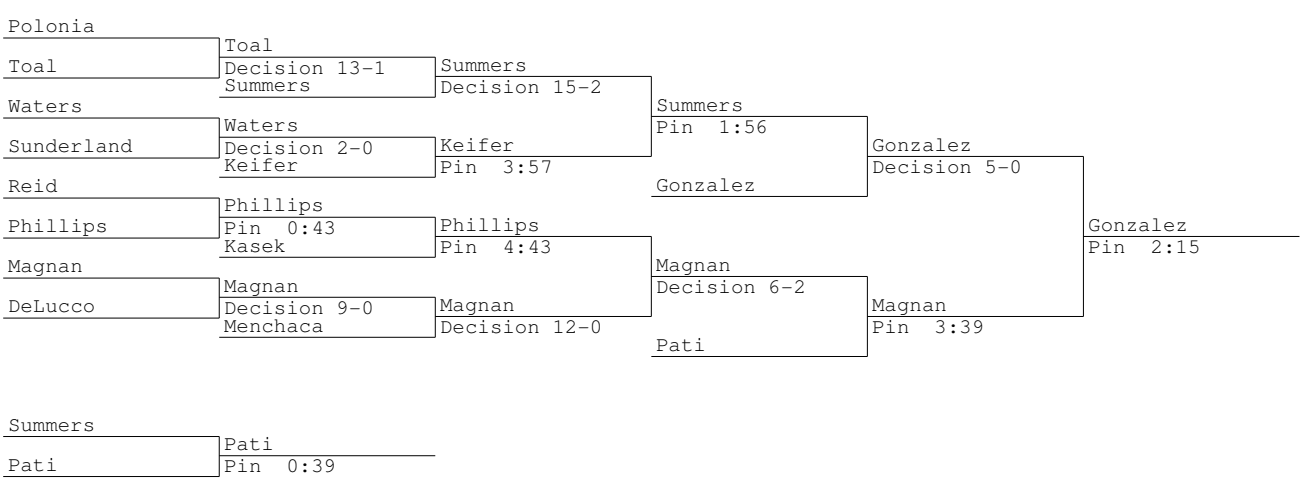 Polonia
Toal
Toal
Decision 13-1
Summers
Summers
Decision 15-2
Waters
Sunderland
Waters
Decision 2-0
Keifer
Keifer
Pin 3:57
Summers
Pin 1:56
Gonzalez
Gonzalez
Decision 5-0
Reid
Phillips
Phillips
Pin 0:43
Kasek
Phillips
Pin 4:43
Magnan
DeLucco
Magnan
Decision 9-0
Menchaca
Magnan
Decision 12-0
Magnan
Decision 6-2
Pati
Magnan
Pin 3:39
Gonzalez
Pin 2:15
Summers
Pati
Pati
Pin 0:39